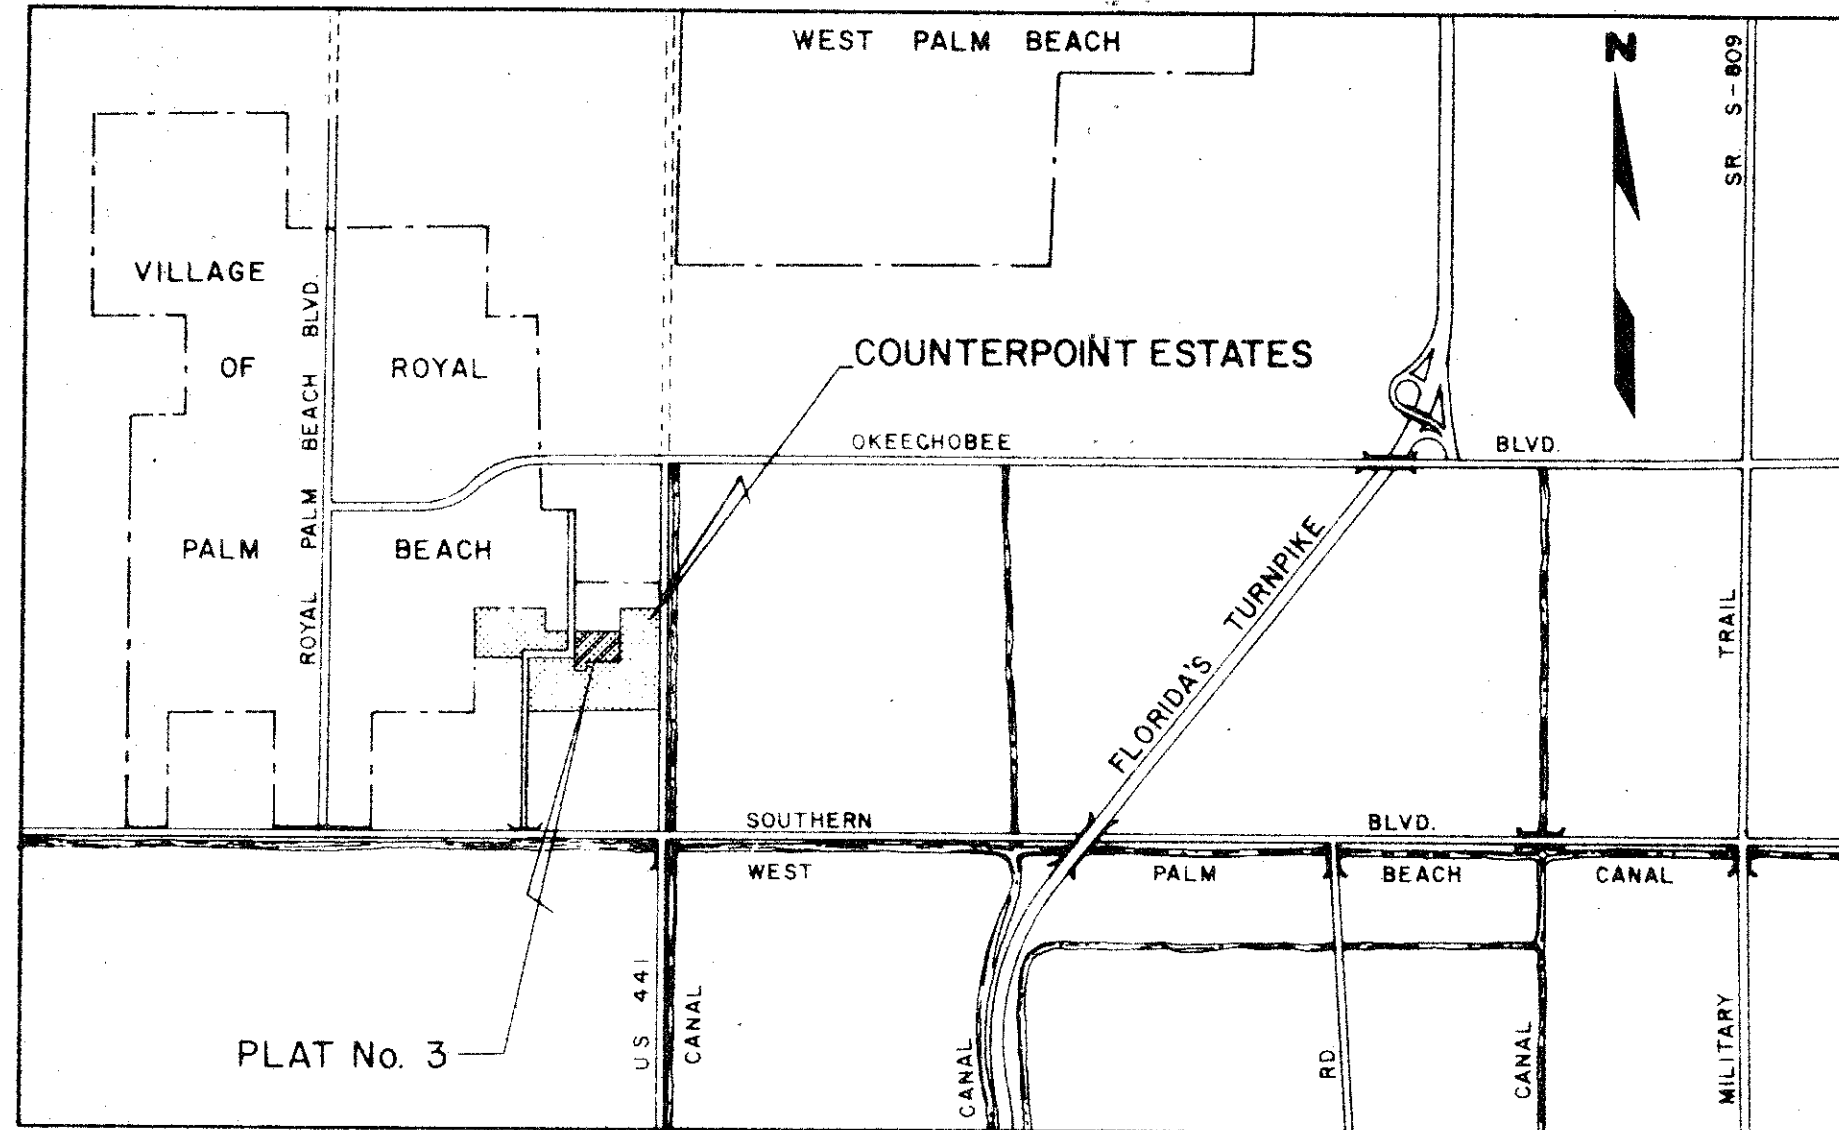 WEST PALM BEACH
N
SR S-809
VILLAGE
OF
ROYAL
PALM
BEACH
ROYAL PALM BEACH BLVD.
COUNTERPOINT ESTATES
OKEECHOBEE
BLVD.
FLORIDA'S TURNPIKE
TRAIL
SOUTHERN
BLVD.
WEST
PALM
BEACH
CANAL
US 441
CANAL
CANAL
RD
CANAL
MILITARY
PLAT No. 3